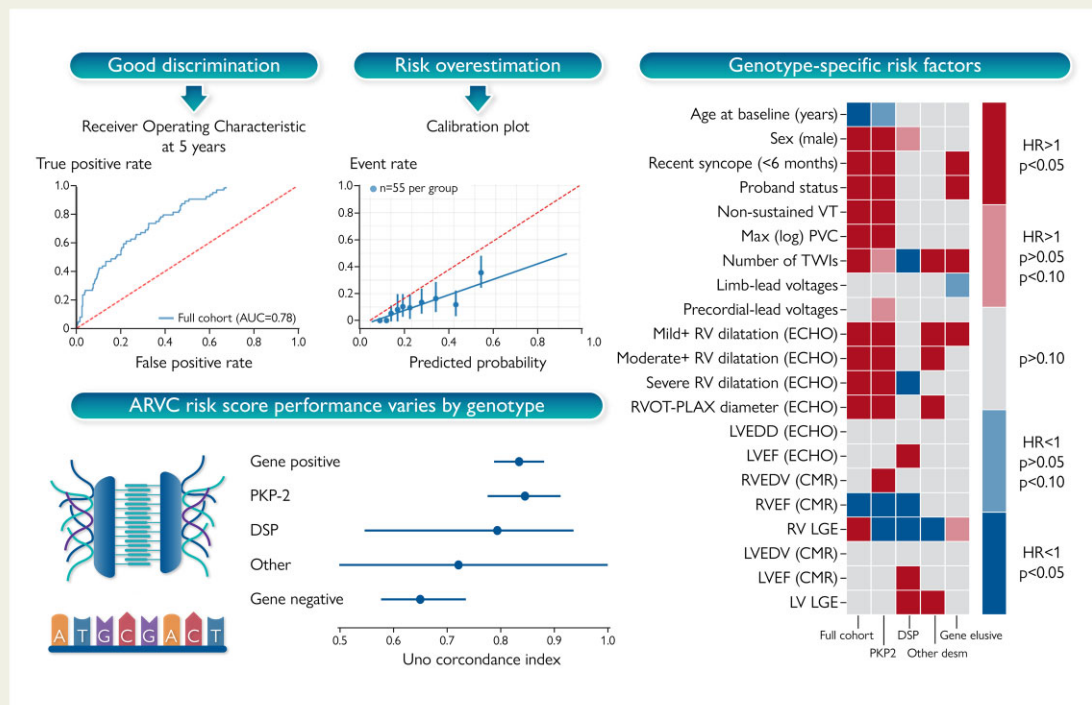 Good discrimination
Receiver Operating Characteristic
at 5 years
True positive rate
1.0
0.8
0.6
0.4
0.2
0
Full cohort (AUC=0.78)
0.0
0.2
0.4
0.6
0.8
1.0
False positive rate
Risk overestimation
Calibration plot
Event rate
n=55 per group
1.0
0.8
0.6
0.4
0.2
0
0.0
0.2
0.4
0.6
0.8
1.0
Predicted probability
ARVC risk score performance varies by genotype
A T G C G A C T
Gene positive
PKP-2
DSP
Other
Gene negative
0.5
0.6
0.7
0.8
0.9
1.0
Uno corcordance index
Genotype-specific risk factors
Age at baseline (years)
Sex (male)
Recent syncope (<6 months)
Proband status
Non-sustained VT
Max (log) PVC
Number of TWIs
Limb-lead voltages
Precordial-lead voltages
Mild+ RV dilatation (ECHO)
Moderate+ RV dilatation (ECHO)
Severe RV dilatation (ECHO)
RVOT-PLAX diameter (ECHO)
LVEDD (ECHO)
LVEF (ECHO)
RVEDV (CMR)
RVEF (CMR)
RV LGE
LVEDV (CMR)
LVEF (CMR)
LV LGE
Full cohort
PKP2
DSP
Other desm
Gene elusive
HR>1
p<0.05
HR>1
p>0.05
p<0.10
p>0.10
HR<1
p>0.05
p<0.10
HR<1
p<0.05